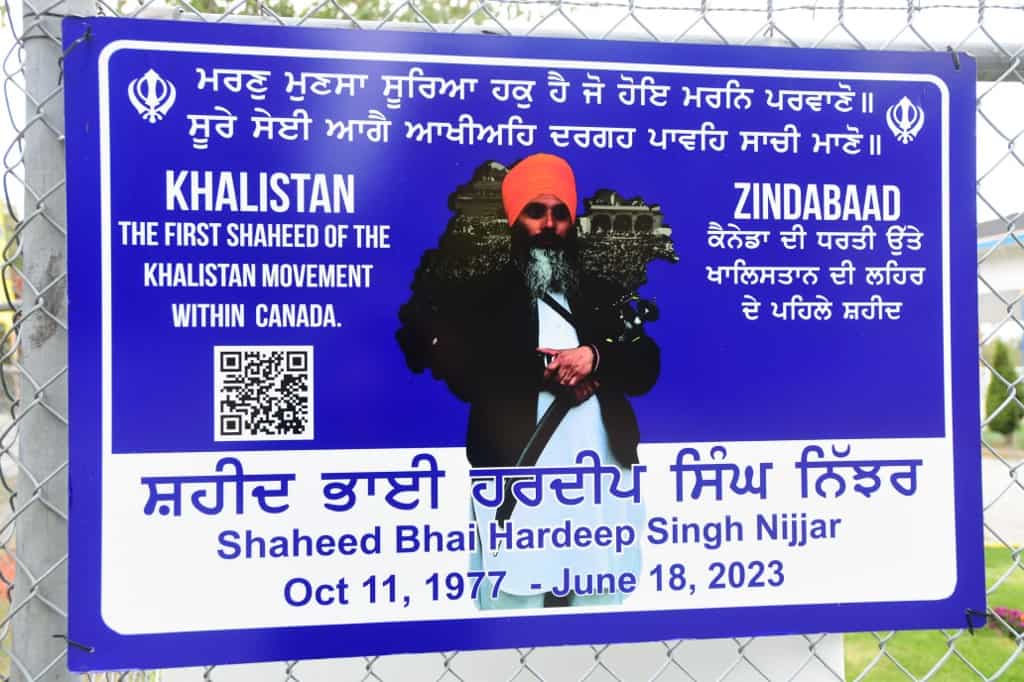 ਮਰਣੁ ਮੁਣਸਾ ਸੂਰਿਆ ਹਕੁ ਹੈ ਜੋ ਹੋਇ ਮਰਨਿ ਪਰਵਾਣੋ॥
ਸੂਰੇ ਸੇਈ ਆਗੈ ਆਖੀਅਹਿ ਦਰਗਹ ਪਾਵਹਿ ਸਾਚੀ ਮਾਣੋ॥
KHALISTAN
THE FIRST SHAHEED OF THE
KHALISTAN MOVEMENT
WITHIN CANADA.
ZINDABAAD
ਕੈਨੇਡਾ ਦੀ ਧਰਤੀ ਉੱਤੇ
ਖਾਲਿਸਤਾਨ ਦੀ ਲਹਿਰ
ਦੇ ਪਹਿਲੇ ਸ਼ਹੀਦ
ਸ਼ਹੀਦ ਭਾਈ ਹਰਦੀਪ ਸਿੰਘ ਨਿੱਝਰ
Shaheed Bhai Hardeep Singh Nijjar
Oct 11, 1977 - June 18, 2023